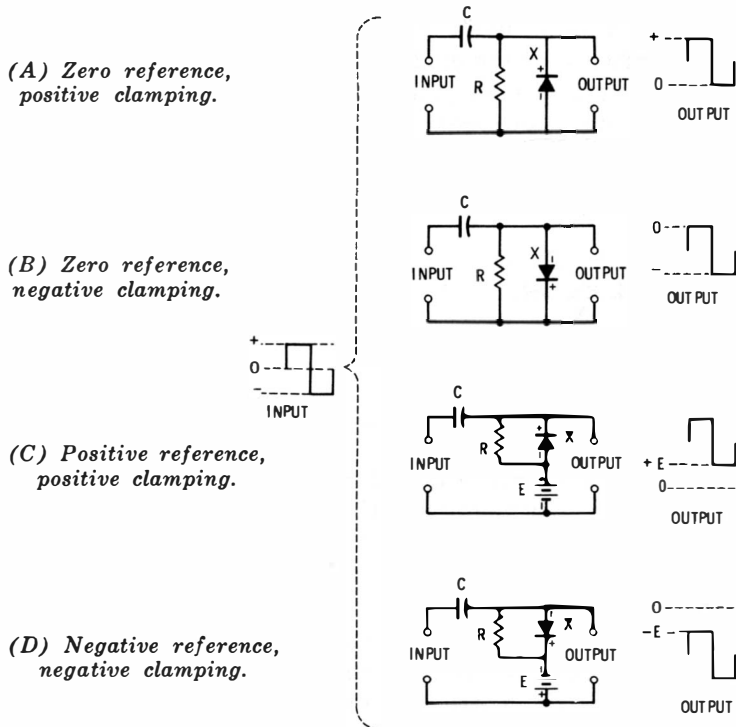 (A) Zero reference,
positive clamping.
C
X
+
-
R
INPUT
OUTPUT
+
0
OUTPUT
(B) Zero reference,
negative clamping.
C
X
-
+
R
INPUT
OUTPUT
0
-
OUTPUT
+
0
-
INPUT
(C) Positive reference,
positive clamping.
C
X
+
-
R
INPUT
OUTPUT
E
+ E
0
OUTPUT
(D) Negative reference,
negative clamping.
C
X
-
+
R
INPUT
OUTPUT
E
-
+
0
-E
OUTPUT